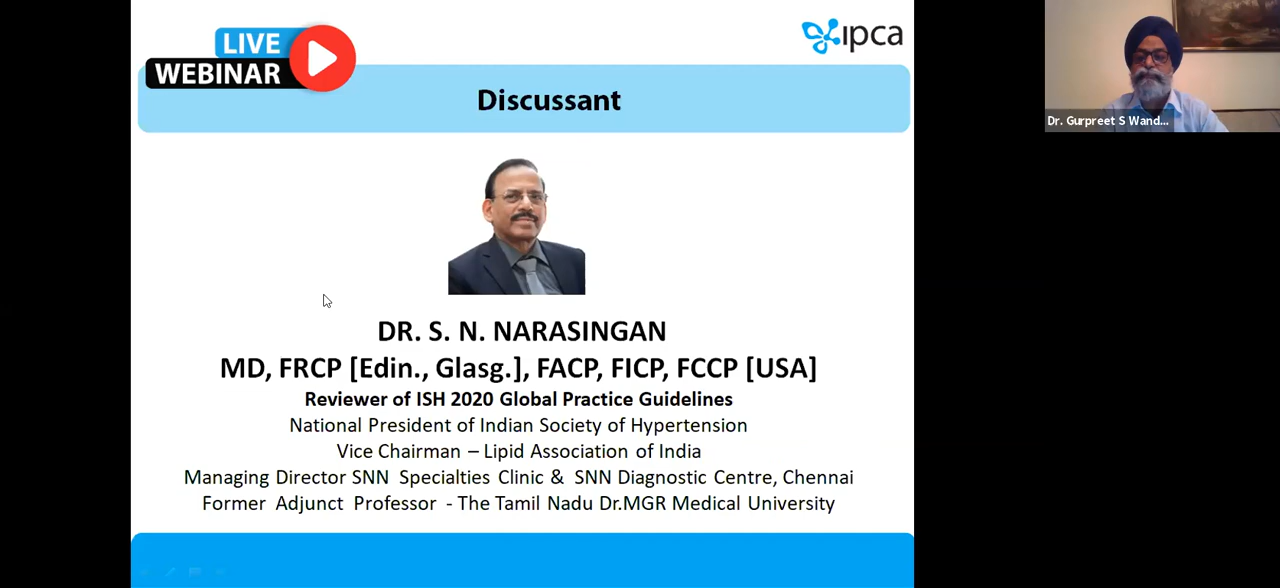 LIVE
WEBINAR
ipca
Discussant
Dr. Gurpreet S Wand...
DR. S. N. NARASINGAN
MD, FRCP [Edin., Glasg.], FACP, FICP, FCCP [USA]
Reviewer of ISH 2020 Global Practice Guidelines
National President of Indian Society of Hypertension
Vice Chairman – Lipid Association of India
Managing Director SNN Specialties Clinic & SNN Diagnostic Centre, Chennai
Former Adjunct Professor - The Tamil Nadu Dr.MGR Medical University